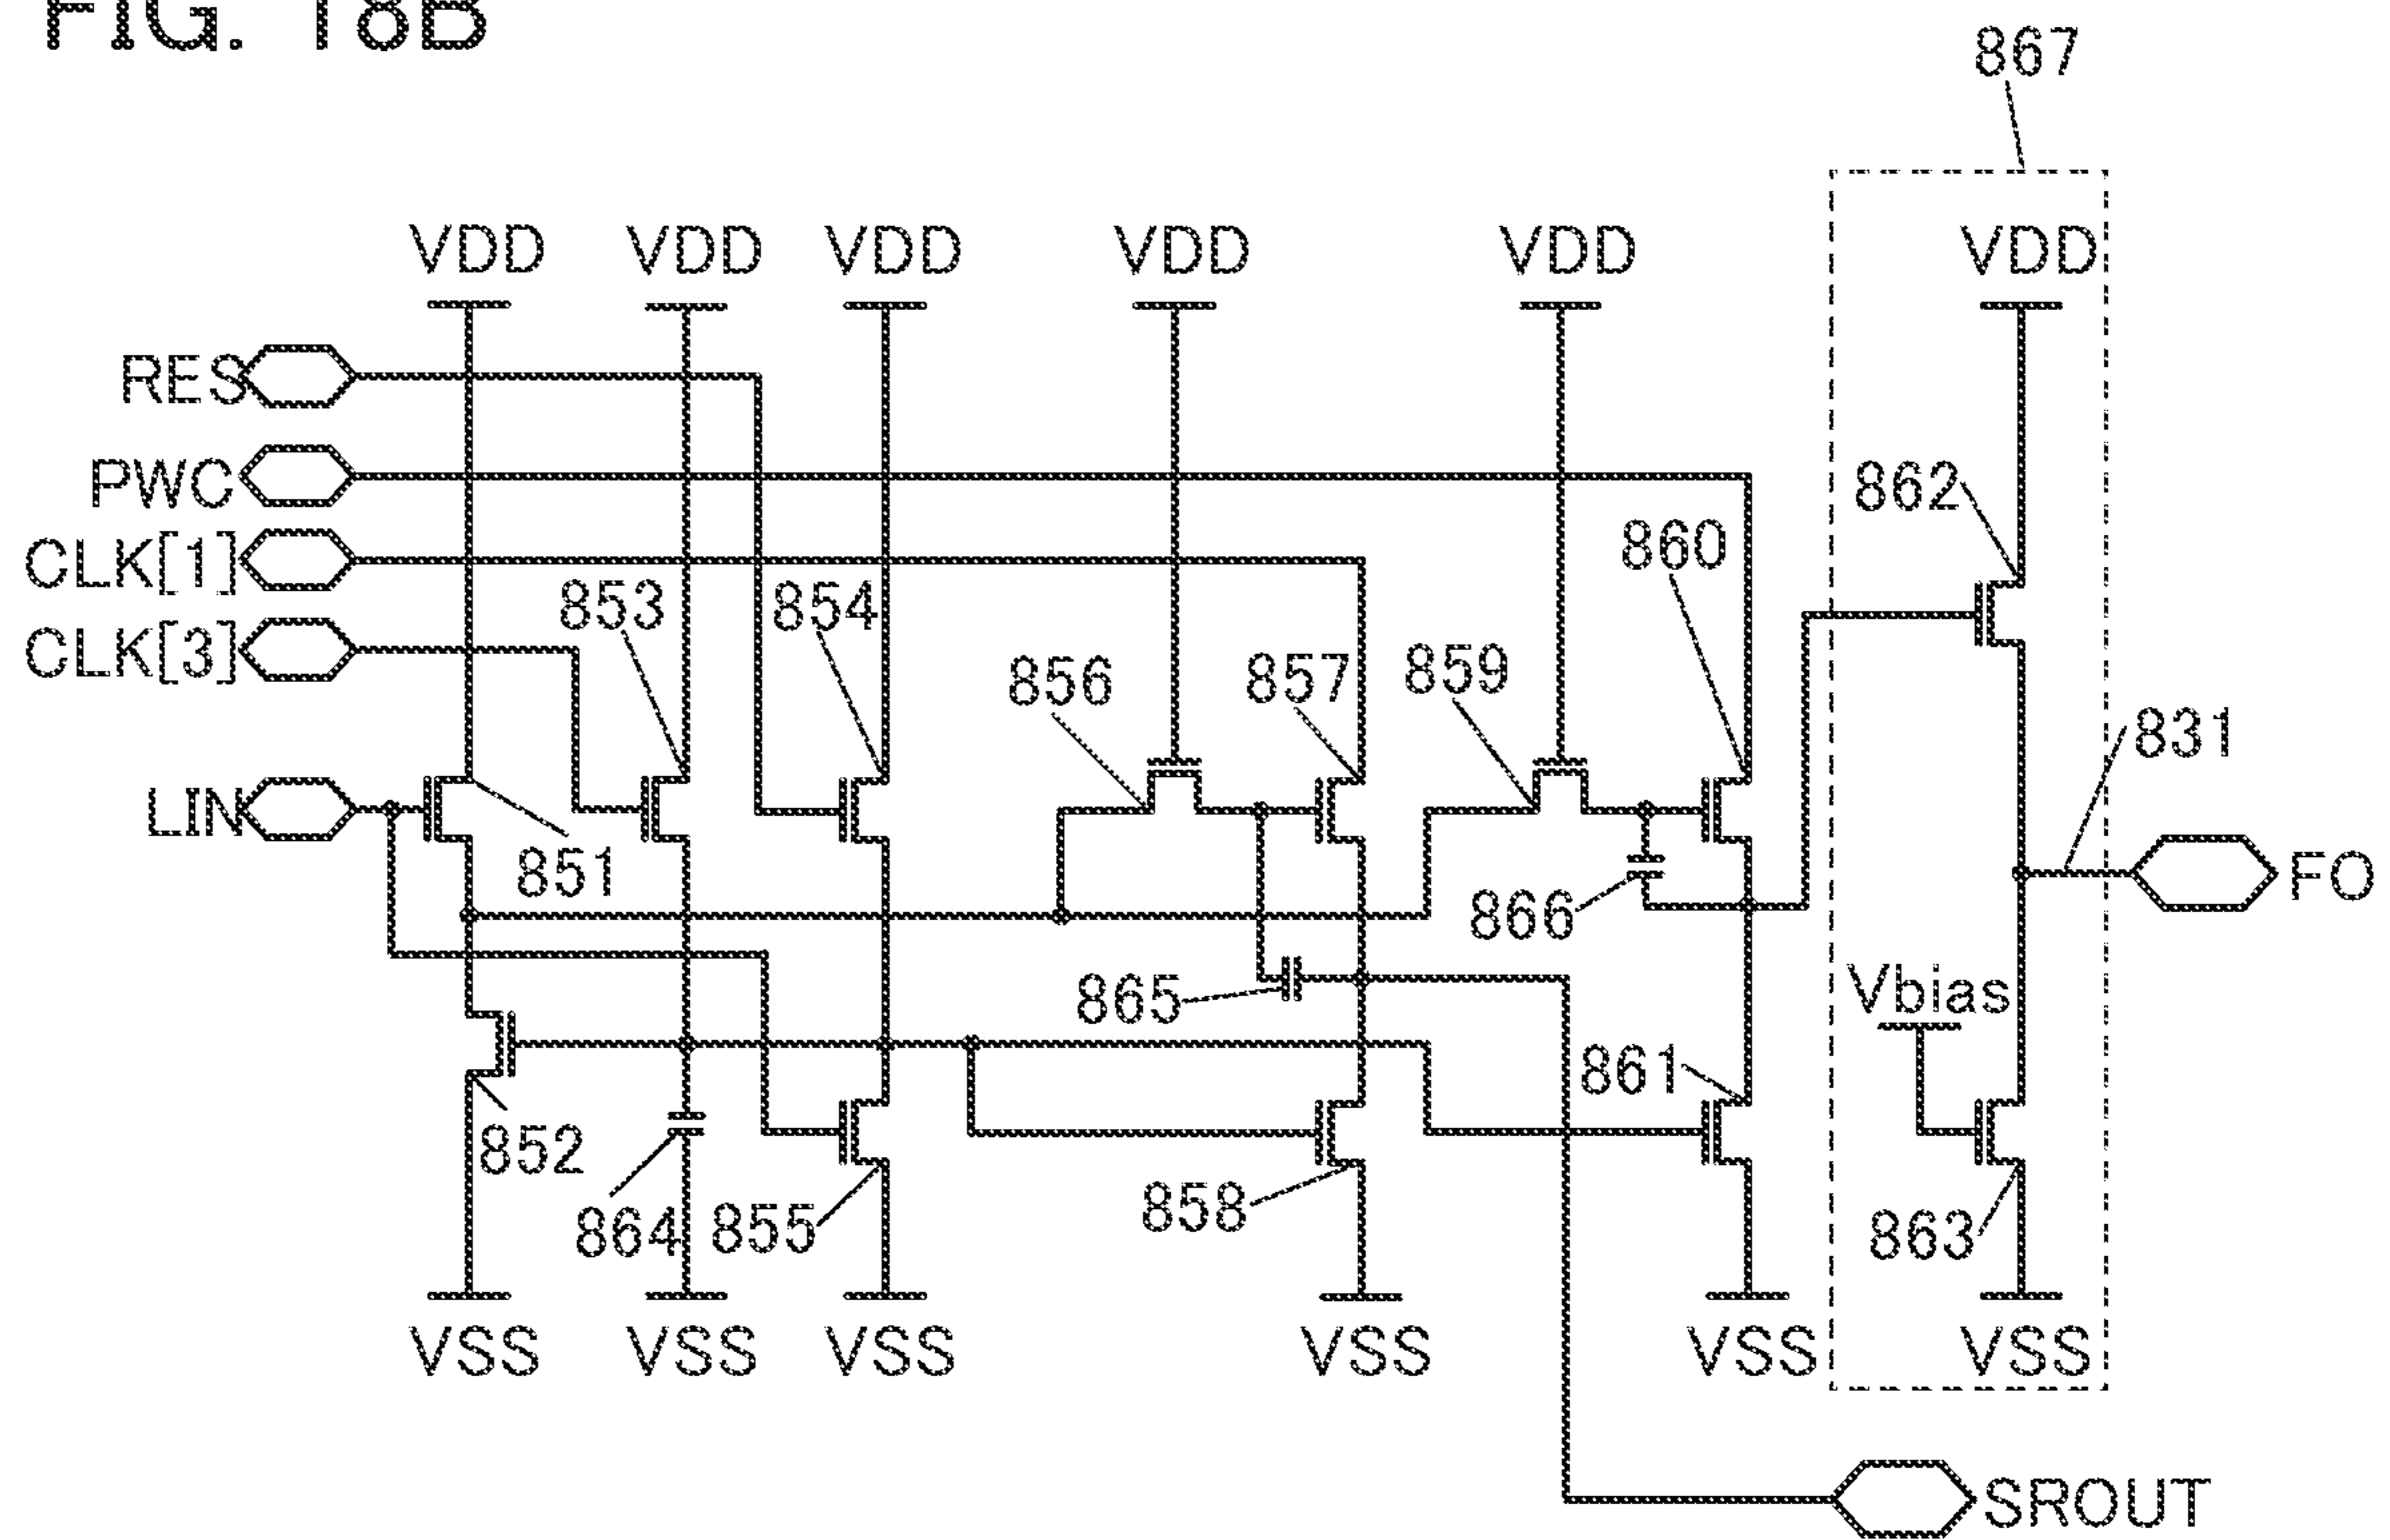 FIG. 18B
867
VDD VDD VDD VDD VDD VDD
RES
PWC
862
CLK[1]
860
853 854
CLK[3]
856 857 859
831
LIN
851
FO
866
865
Vbias
861
852
858
864 855
863
VSS VSS VSS VSS VSS VSS
SROUT